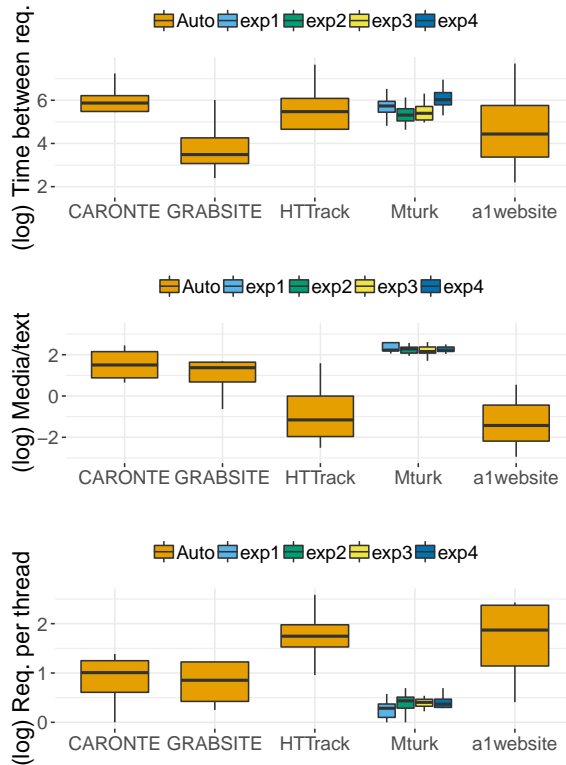 Auto exp1 exp2 exp3 exp4
(log) Time between req.
6
4
2
CARONTE GRABSITE HTTrack Mturk a1website
Auto exp1 exp2 exp3 exp4
(log) Media/text
2
0
−2
CARONTE GRABSITE HTTrack Mturk a1website
Auto exp1 exp2 exp3 exp4
(log) Req. per thread
2
1
0
CARONTE GRABSITE HTTrack Mturk a1website